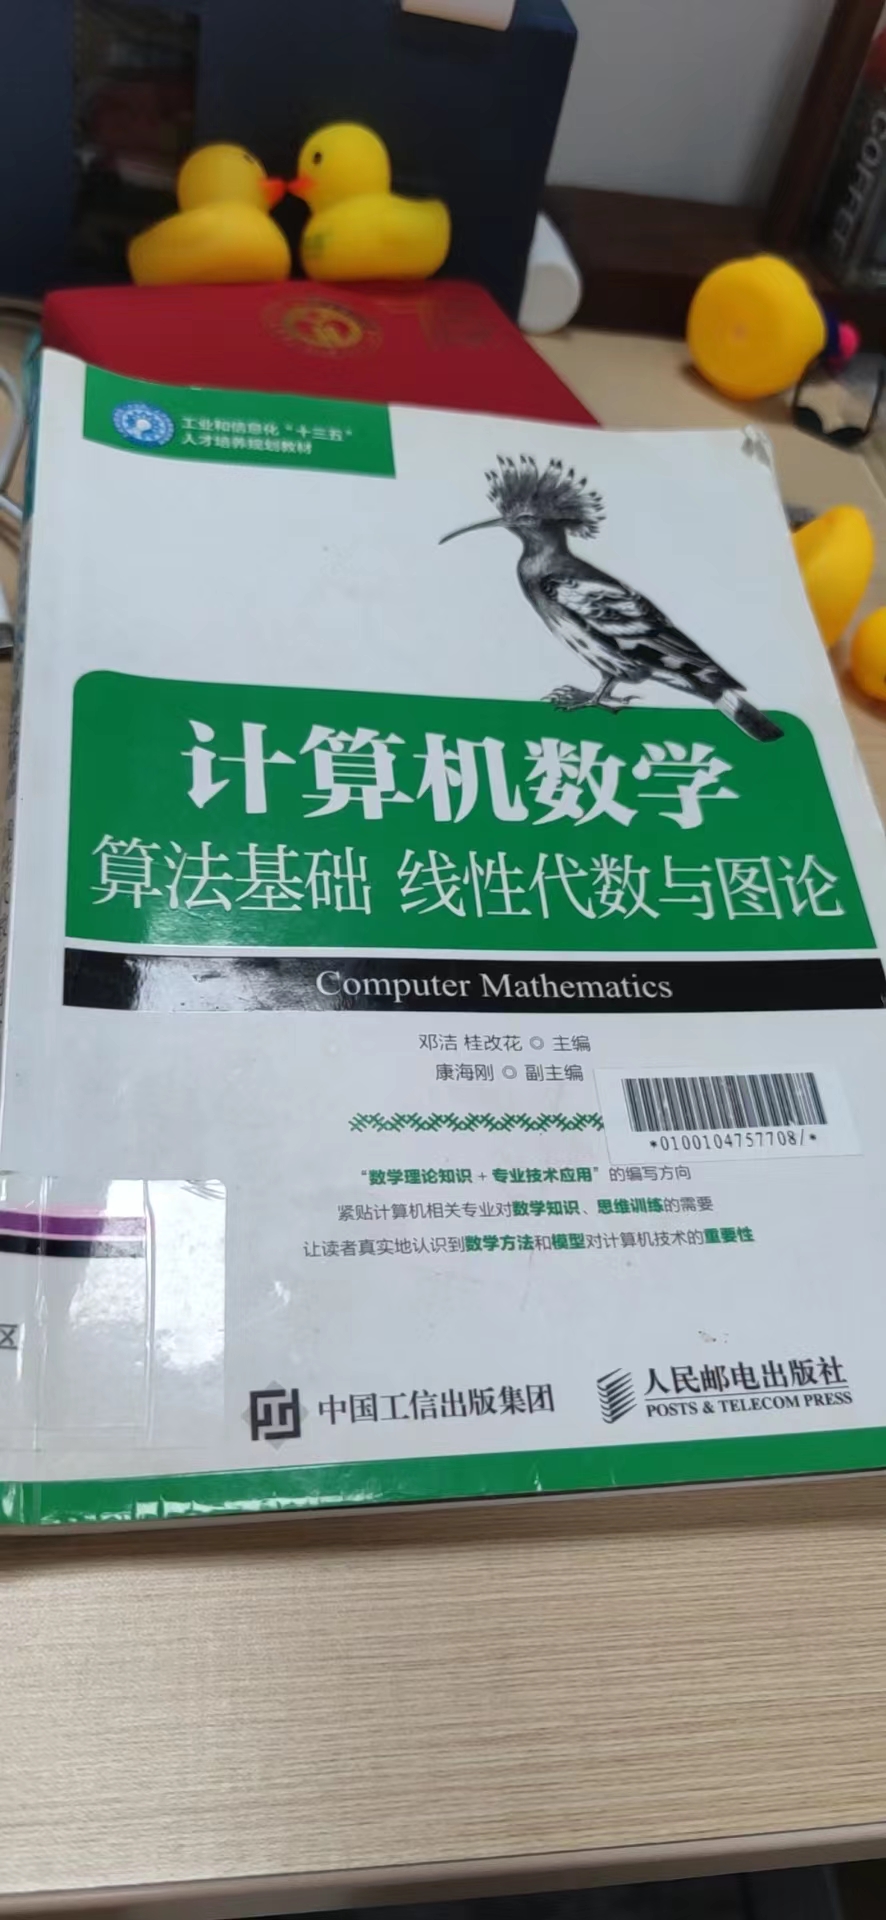 COFFEE
工业和信息化“十三五”
人才培养规划教材
计算机数学
算法基础 线性代数与图论
Computer Mathematics
邓洁 桂改花 ◎ 主编
康海刚 ◎ 副主编
*0100104757708/*
“数学理论知识 + 专业技术应用”的编写方向
紧贴计算机相关专业对数学知识、思维训练的需要
让读者真实地认识到数学方法和模型对计算机技术的重要性
区
中国工信出版集团
人民邮电出版社
POSTS & TELECOM PRESS